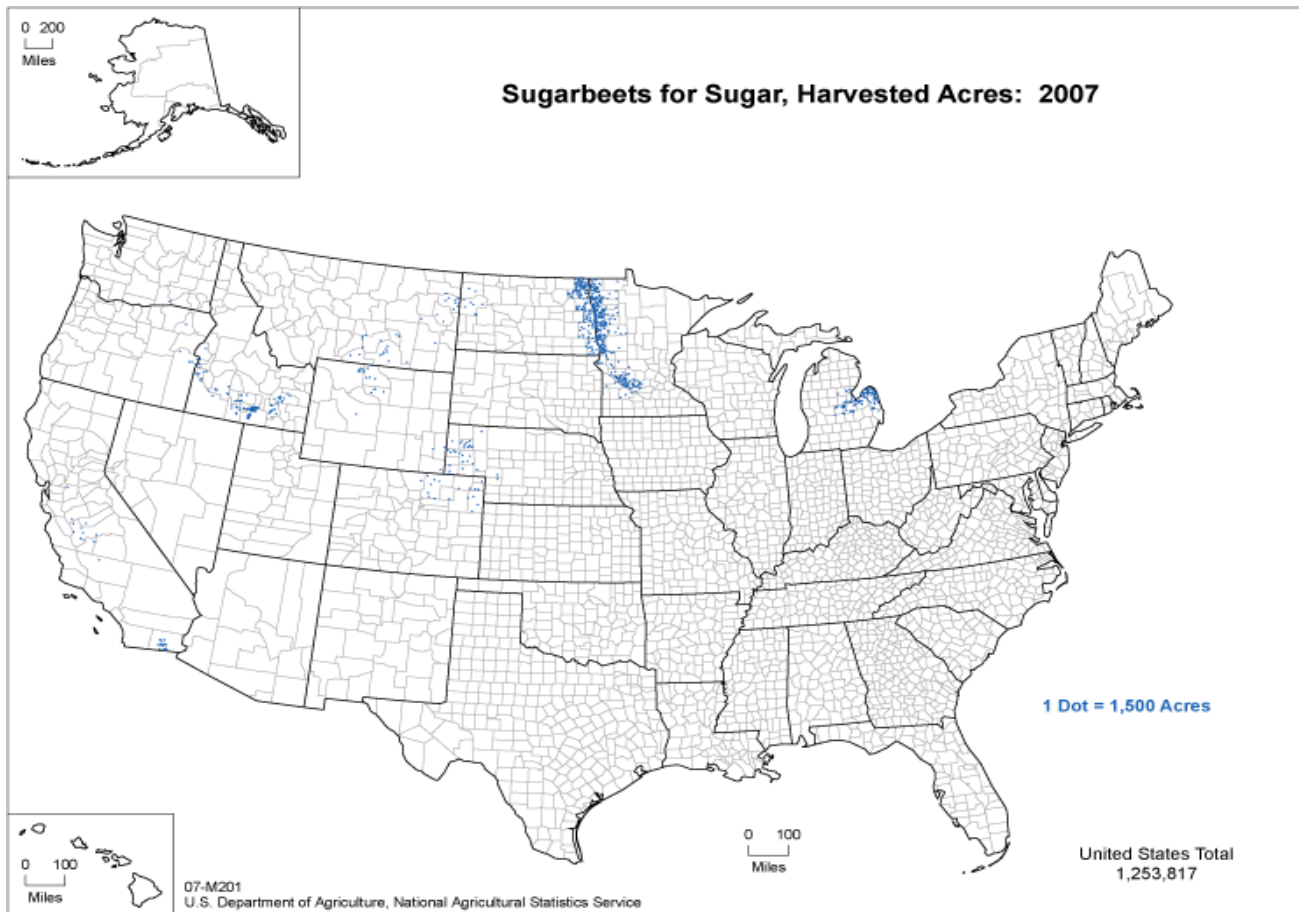 0 200
Miles
Sugarbeets for Sugar, Harvested Acres: 2007
1 Dot = 1,500 Acres
0 100
Miles
0 100
Miles
United States Total
1,253,817
07-M201
U.S. Department of Agriculture, National Agricultural Statistics Service